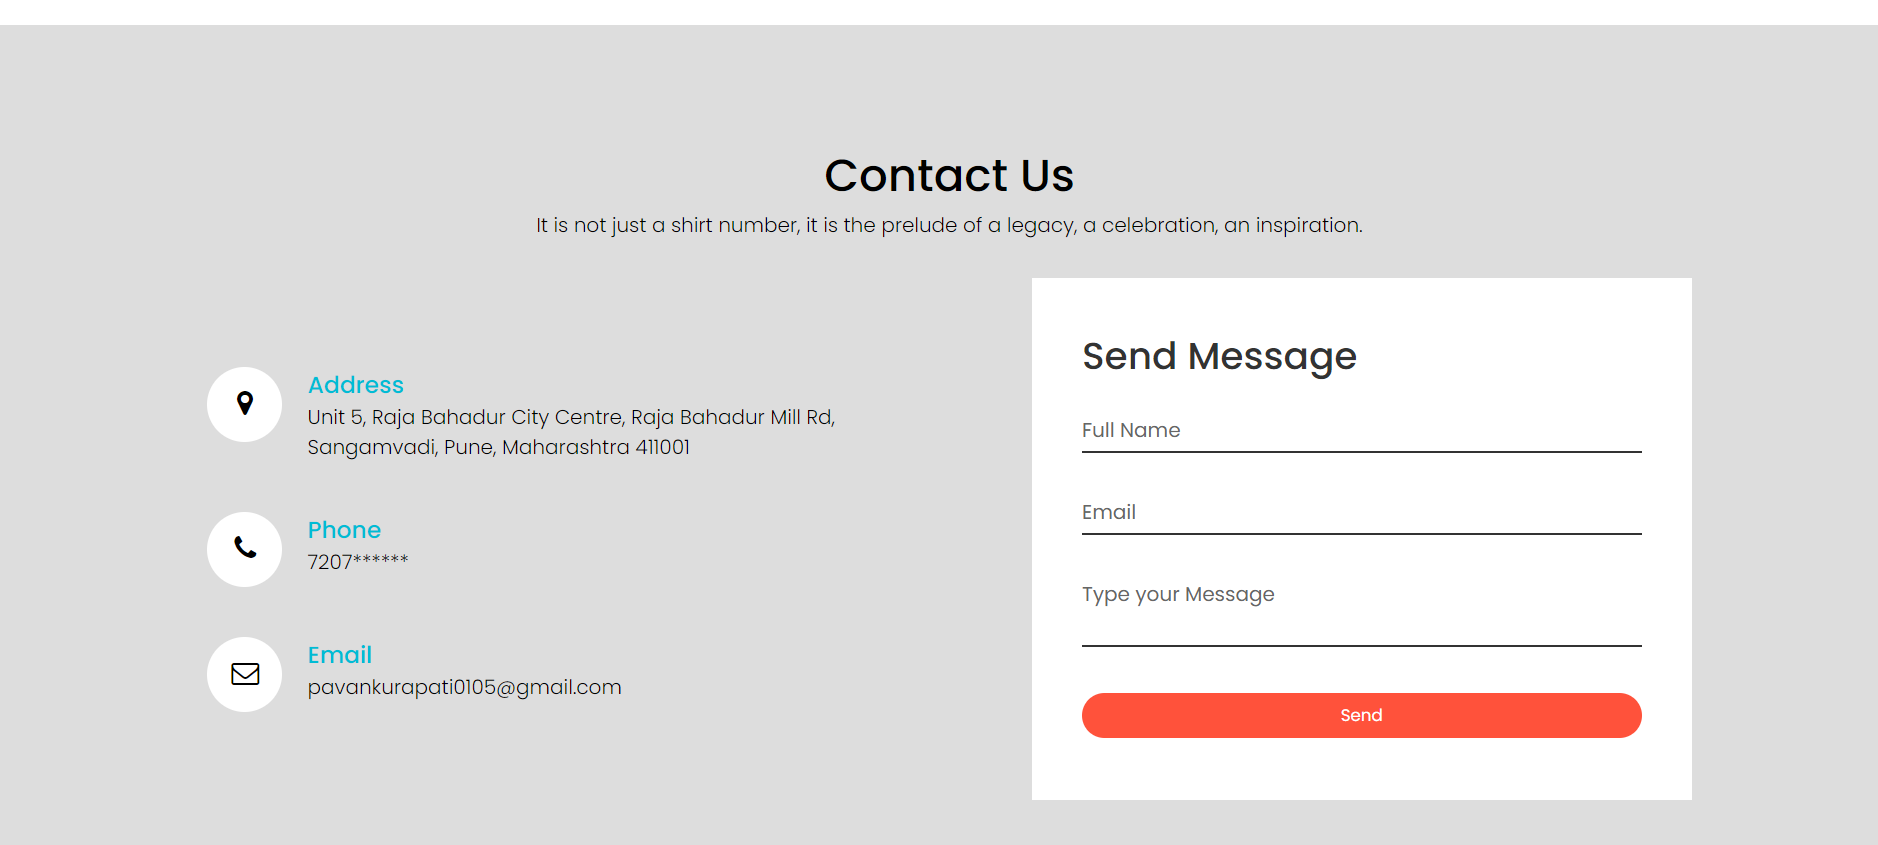 Contact Us
It is not just a shirt number, it is the prelude of a legacy, a celebration, an inspiration.
Address
Unit 5, Raja Bahadur City Centre, Raja Bahadur Mill Rd,
Sangamvadi, Pune, Maharashtra 411001
Phone
7207******
Email
pavankurapati0105@gmail.com
Send Message
Full Name
Email
Type your Message
Send